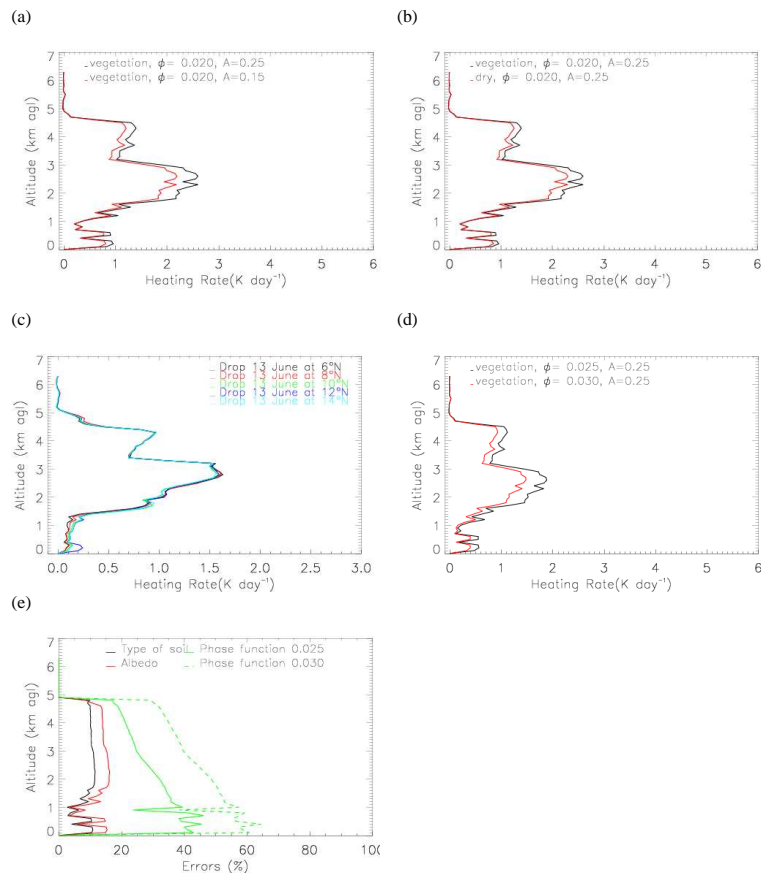 (a)
vegetation, ϕ= 0.020, A=0.25
vegetation, ϕ= 0.020, A=0.15
7
6
5
4
3
2
1
0
Altitude (km agl)
0 1 2 3 4 5 6
Heating Rate(K day⁻¹)
(b)
vegetation, ϕ= 0.020, A=0.25
dry, ϕ= 0.020, A=0.25
7
6
5
4
3
2
1
0
Altitude (km agl)
0 1 2 3 4 5 6
Heating Rate(K day⁻¹)
(c)
Drop 13 June at 6°N
Drop 13 June at 8°N
Drop 13 June at 10°N
Drop 13 June at 12°N
Drop 13 June at 14°N
7
6
5
4
3
2
1
0
Altitude (km agl)
0.0 0.5 1.0 1.5 2.0 2.5 3.0
Heating Rate(K day⁻¹)
(d)
vegetation, ϕ= 0.025, A=0.25
vegetation, ϕ= 0.030, A=0.25
7
6
5
4
3
2
1
0
Altitude (km agl)
0 1 2 3 4 5 6
Heating Rate(K day⁻¹)
(e)
Type of soil Phase function 0.025
Albedo Phase function 0.030
7
6
5
4
3
2
1
0
Altitude (km agl)
0 20 40 60 80 100
Errors (%)